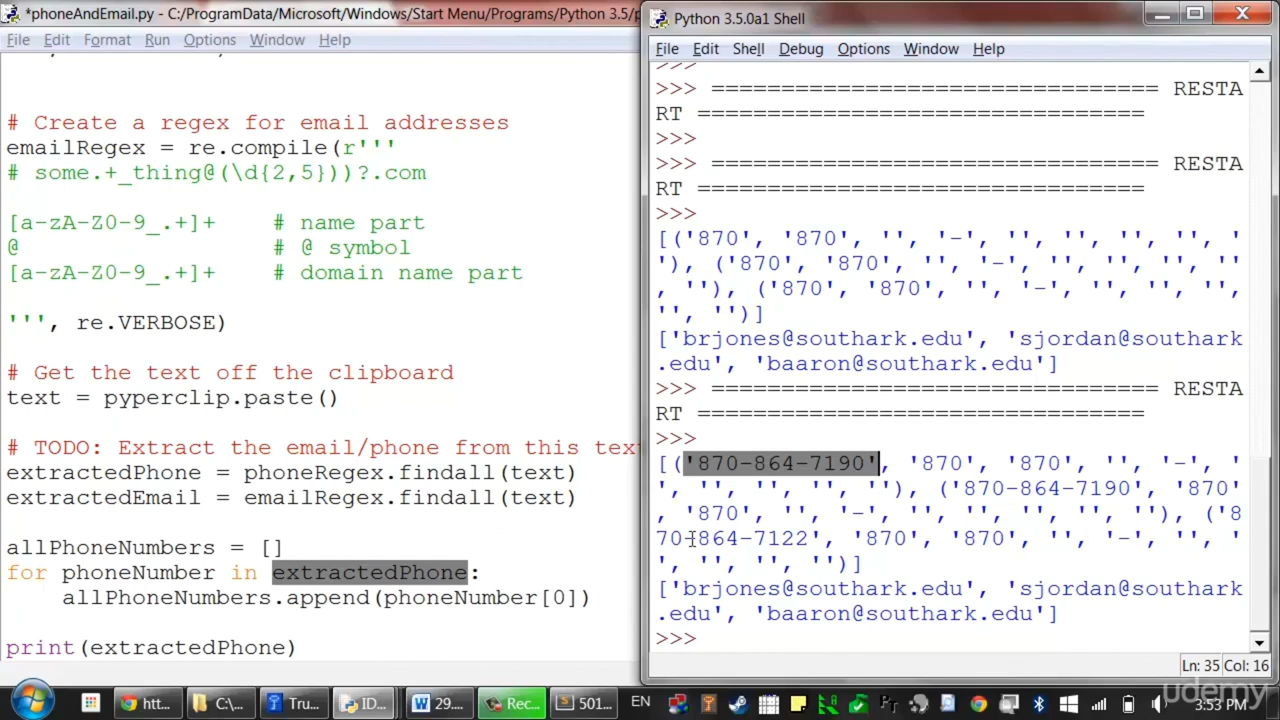 *phoneAndEmail.py - C:/ProgramData/Microsoft/Windows/Start Menu/Programs/Python 3.5/p
File Edit Format Run Options Window Help
# Create a regex for email addresses
emailRegex = re.compile(r'''
# some.+_thing@(\d{2,5}))?.com
[a-zA-Z0-9_.+]+ # name part
@ # @ symbol
[a-zA-Z0-9_.+]+ # domain name part
''', re.VERBOSE)
# Get the text off the clipboard
text = pyperclip.paste()
# TODO: Extract the email/phone from this tex
extractedPhone = phoneRegex.findall(text)
extractedEmail = emailRegex.findall(text)
allPhoneNumbers = []
for phoneNumber in extractedPhone:
allPhoneNumbers.append(phoneNumber[0])
print(extractedPhone)
Python 3.5.0a1 Shell
File Edit Shell Debug Options Window Help
>>>
>>> ================================ RESTA
RT ================================
>>>
>>> ================================ RESTA
RT ================================
>>>
[('870', '870', '', '-', '', '', '', '', '
'), ('870', '870', '', '-', '', '', '', ''
, ''), ('870', '870', '', '-', '', '', '',
'', '')]
['brjones@southark.edu', 'sjordan@southark
.edu', 'baaron@southark.edu']
>>> ================================ RESTA
RT ================================
>>>
[('870-864-7190', '870', '870', '', '-', '
', '', '', '', ''), ('870-864-7190', '870'
, '870', '', '-', '', '', '', '', ''), ('8
70-864-7122', '870', '870', '', '-', '', '
', '', '', '')]
['brjones@southark.edu', 'sjordan@southark
.edu', 'baaron@southark.edu']
>>>
Ln: 35 Col: 16
htt... C:\... Tru... ID... 29.... Rec... 501... EN 3:53 PM
udemy